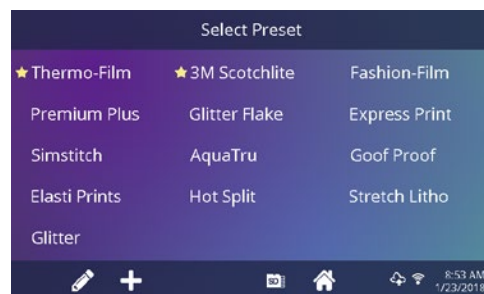 Select Preset
Thermo-Film 3M Scotchlite Fashion-Film
Premium Plus Glitter Flake Express Print
Simstitch AquaTru Goof Proof
Elasti Prints Hot Split Stretch Litho
Glitter
SD 8:53 AM
1/23/2018